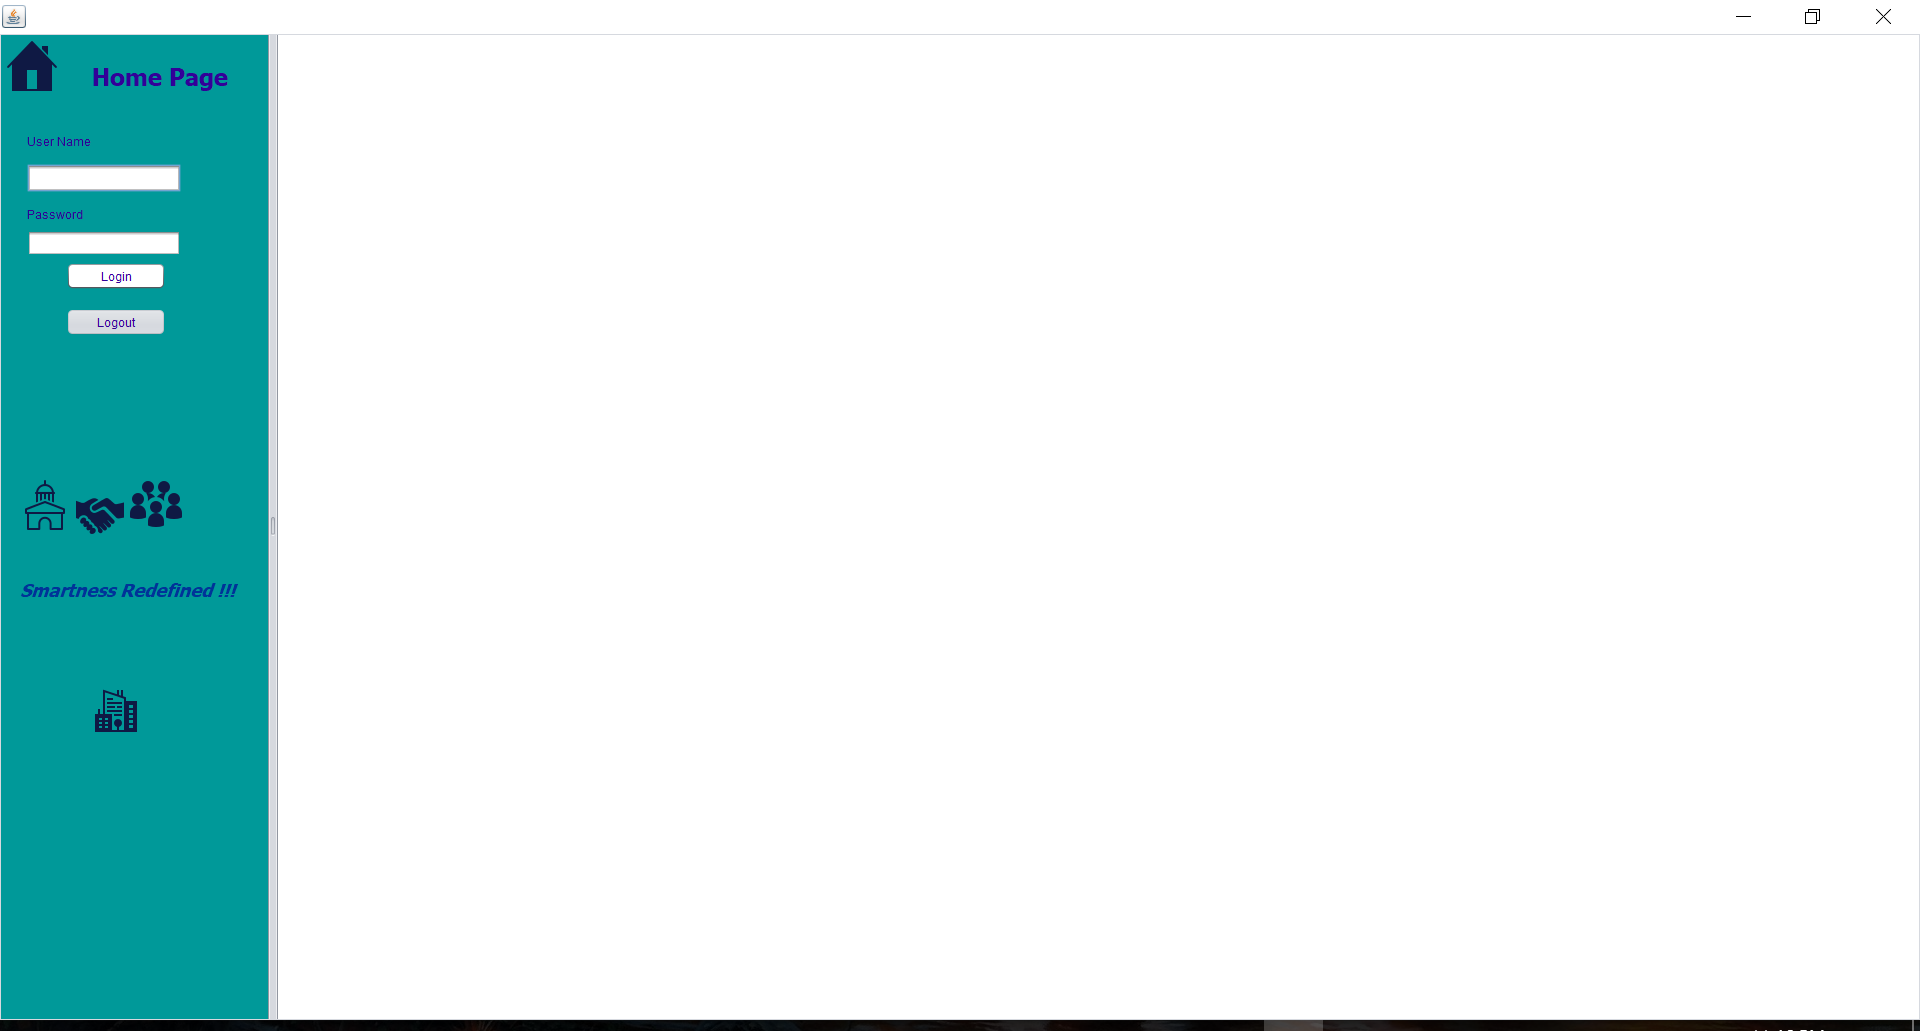 Home Page
User Name
Password
Login
Logout
Smartness Redefined !!!